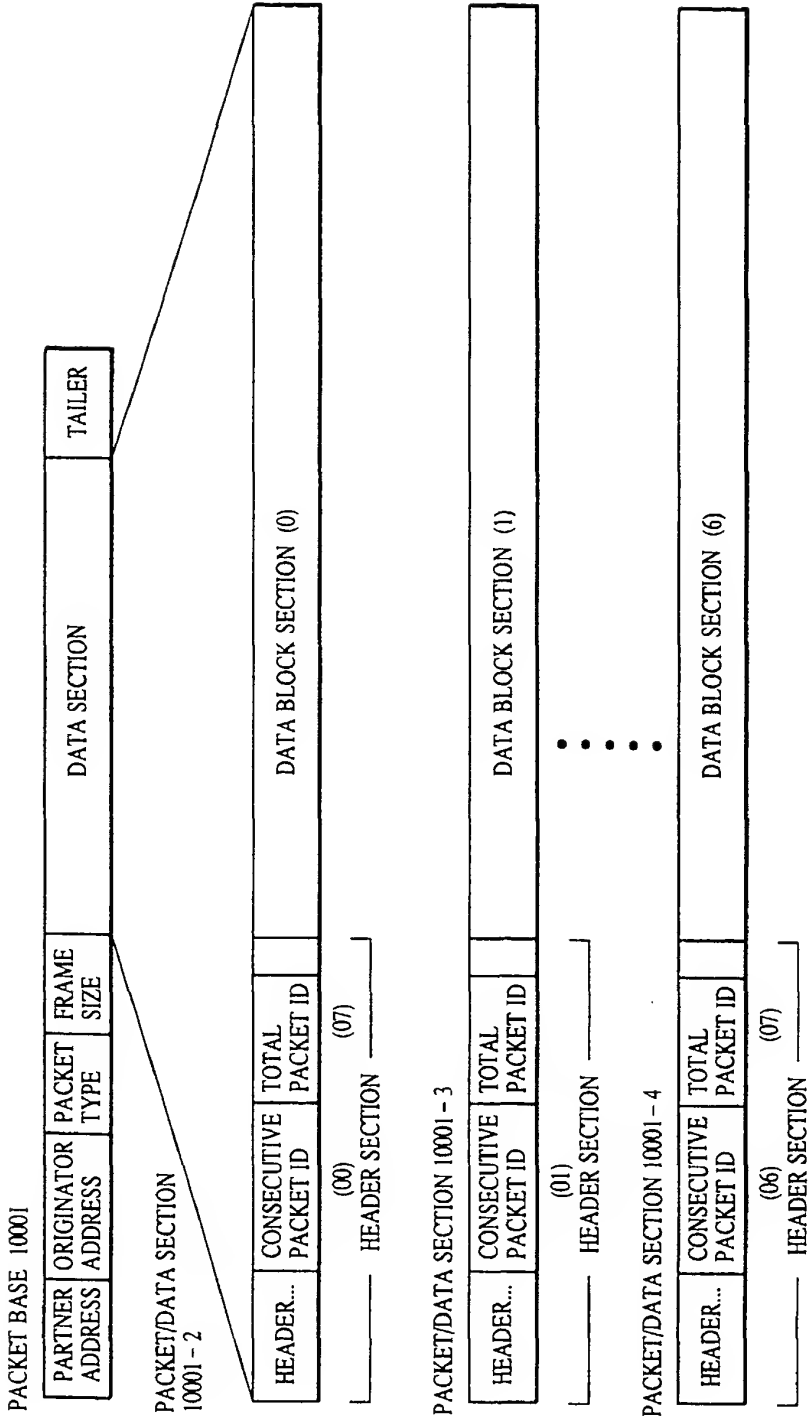 PACKET BASE 10001
PARTNER ADDRESS
ORIGINATOR ADDRESS
PACKET TYPE
FRAME SIZE
DATA SECTION
TAILER
PACKET/DATA SECTION
10001-2
HEADER...
CONSECUTIVE PACKET ID
TOTAL PACKET ID
DATA BLOCK SECTION (0)
(00)
(07)
HEADER SECTION
PACKET/DATA SECTION 10001-3
HEADER...
CONSECUTIVE PACKET ID
TOTAL PACKET ID
DATA BLOCK SECTION (1)
(01)
HEADER SECTION
PACKET/DATA SECTION 10001-4
HEADER...
CONSECUTIVE PACKET ID
TOTAL PACKET ID
DATA BLOCK SECTION (6)
(06)
(07)
HEADER SECTION